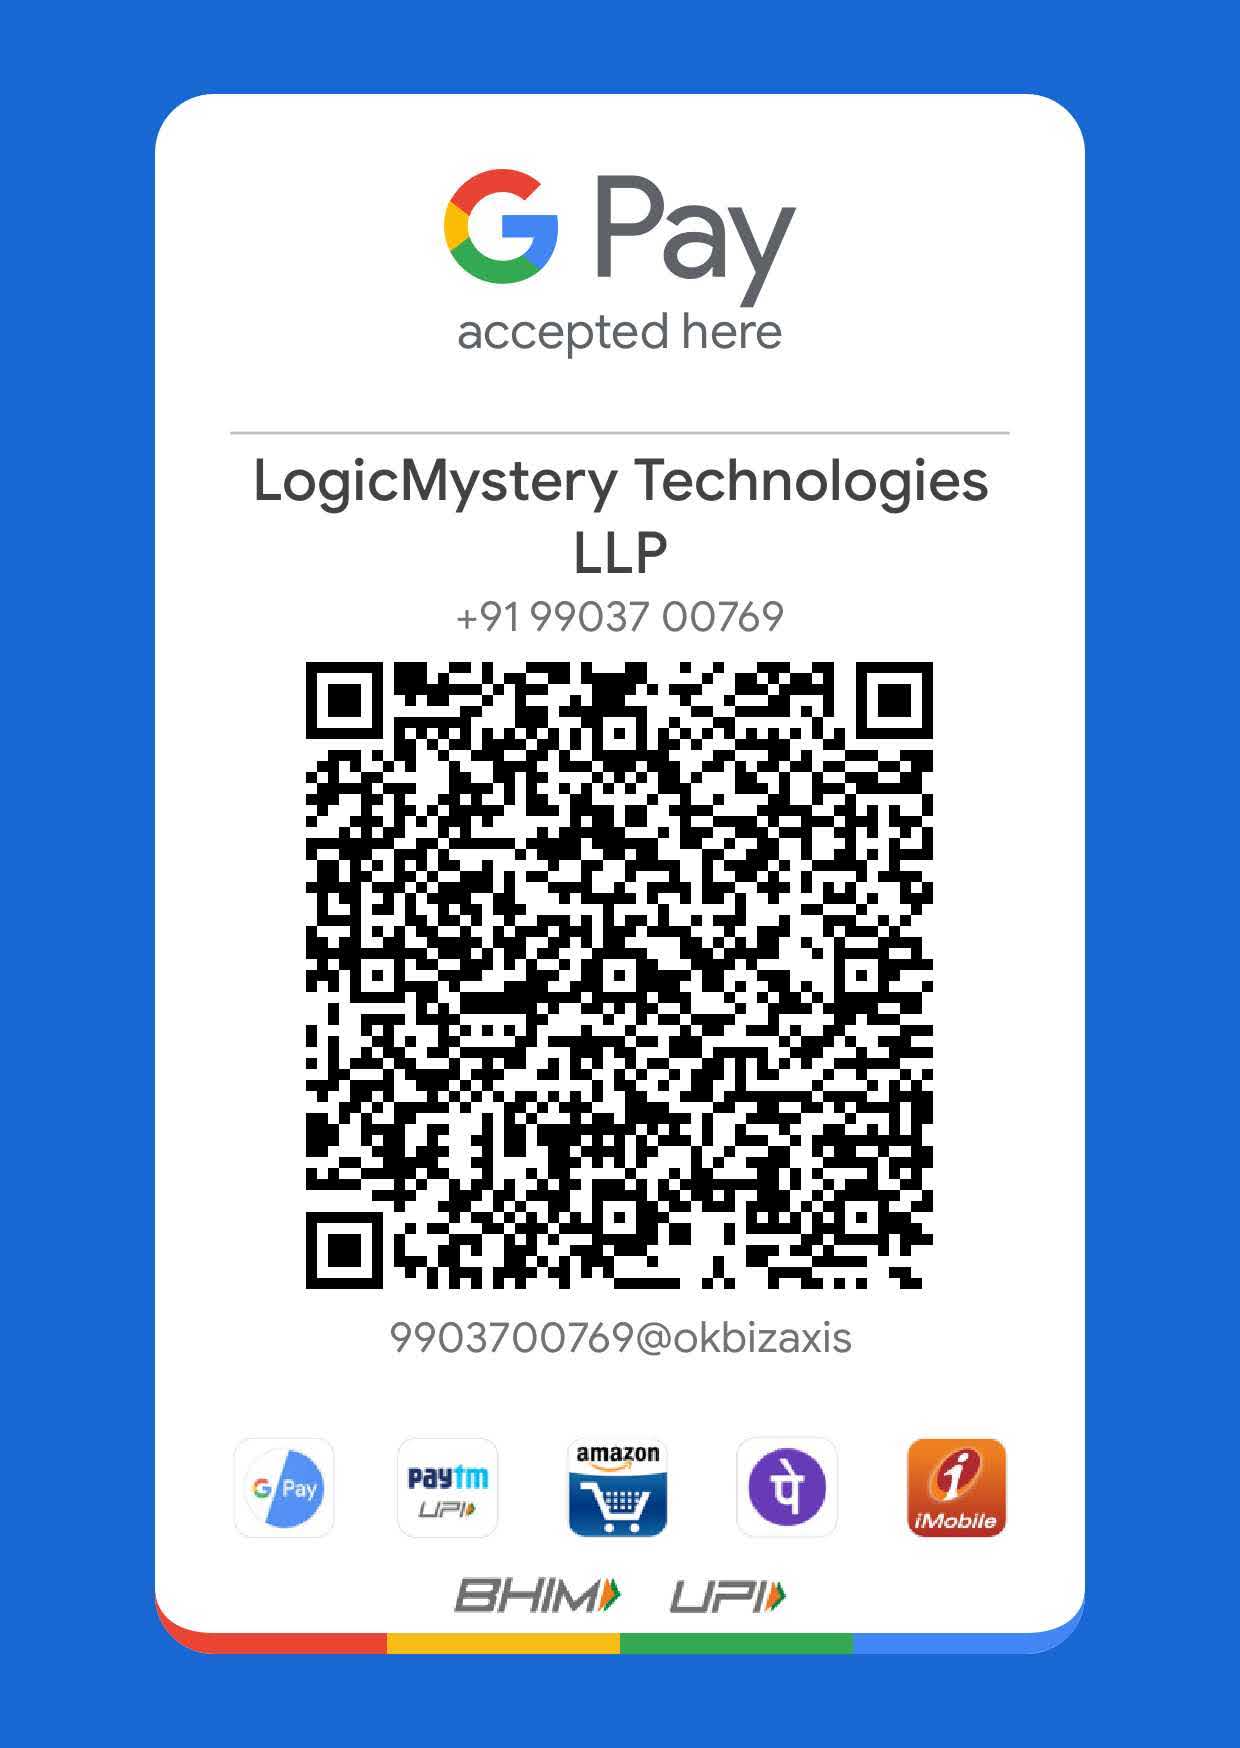 G Pay
accepted here
LogicMystery Technologies
LLP
+91 99037 00769
9903700769@okbizaxis
G Pay
paytm
UPI
amazon
पे
i
iMobile
BHIM UPI